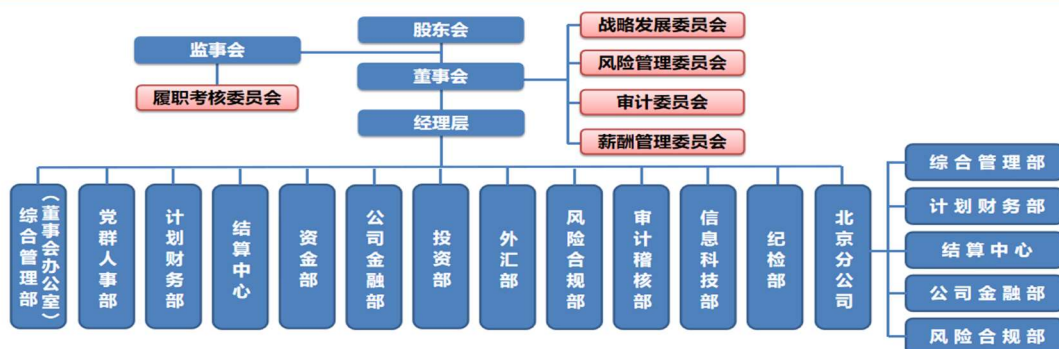 股东会
监事会
董事会
履职考核委员会
经理层
战略发展委员会
风险管理委员会
审计委员会
薪酬管理委员会
综合管理部
（董事会办公室）
党群人事部
计划财务部
结算中心
资金部
公司金融部
投资部
外汇部
风险合规部
审计稽核部
信息科技部
纪检部
北京分公司
综合管理部
计划财务部
结算中心
公司金融部
风险合规部